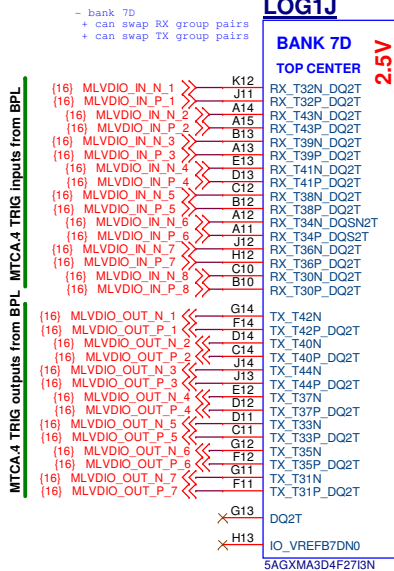 LOG1J
- bank 7D
+ can swap RX group pairs
+ can swap TX group pairs
BANK 7D
TOP CENTER
2.5V
MTCA.4 TRIG inputs from BPL
{16} MLVDIO_IN_N_1 K12 RX_T32N_DQ2T
{16} MLVDIO_IN_P_1 J11 RX_T32P_DQ2T
{16} MLVDIO_IN_N_2 A14 RX_T43N_DQ2T
{16} MLVDIO_IN_P_2 A15 RX_T43P_DQ2T
{16} MLVDIO_IN_N_3 B13 RX_T39N_DQ2T
{16} MLVDIO_IN_P_3 A13 RX_T39P_DQ2T
{16} MLVDIO_IN_N_4 E13 RX_T41N_DQ2T
{16} MLVDIO_IN_P_4 D13 RX_T41P_DQ2T
{16} MLVDIO_IN_N_5 C12 RX_T38N_DQ2T
{16} MLVDIO_IN_P_5 B12 RX_T38P_DQ2T
{16} MLVDIO_IN_N_6 A12 RX_T34N_DQSN2T
{16} MLVDIO_IN_P_6 A11 RX_T34P_DQS2T
{16} MLVDIO_IN_N_7 J12 RX_T36N_DQ2T
{16} MLVDIO_IN_P_7 H12 RX_T36P_DQ2T
{16} MLVDIO_IN_N_8 C10 RX_T30N_DQ2T
{16} MLVDIO_IN_P_8 B10 RX_T30P_DQ2T
MTCA.4 TRIG outputs from BPL
{16} MLVDIO_OUT_N_1 G14 TX_T42N
{16} MLVDIO_OUT_P_1 F14 TX_T42P_DQ2T
{16} MLVDIO_OUT_N_2 D14 TX_T40N
{16} MLVDIO_OUT_P_2 C14 TX_T40P_DQ2T
{16} MLVDIO_OUT_N_3 J14 TX_T44N
{16} MLVDIO_OUT_P_3 J13 TX_T44P_DQ2T
{16} MLVDIO_OUT_N_4 E12 TX_T37N
{16} MLVDIO_OUT_P_4 D12 TX_T37P_DQ2T
{16} MLVDIO_OUT_N_5 D11 TX_T33N
{16} MLVDIO_OUT_P_5 C11 TX_T33P_DQ2T
{16} MLVDIO_OUT_N_6 G12 TX_T35N
{16} MLVDIO_OUT_P_6 F12 TX_T35P_DQ2T
{16} MLVDIO_OUT_N_7 G11 TX_T31N
{16} MLVDIO_OUT_P_7 F11 TX_T31P_DQ2T
G13 DQ2T
H13 IO_VREFB7DN0
5AGXMA3D4F27I3N